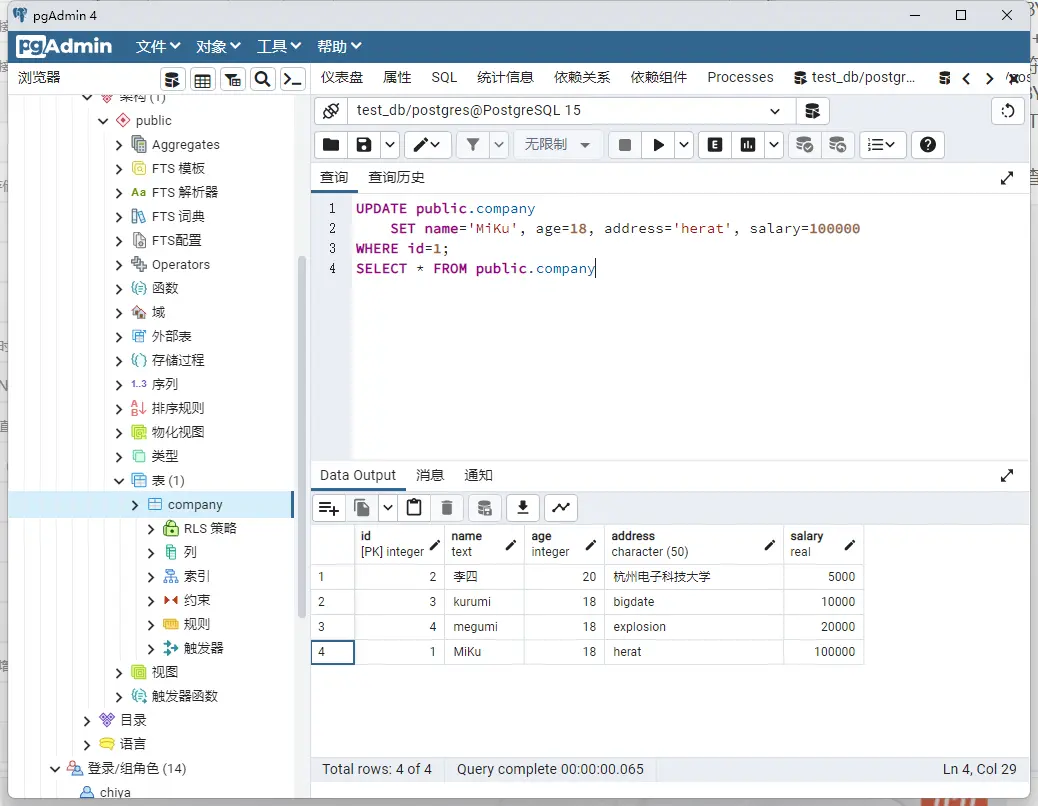 pgAdmin 4
pgAdmin 文件 对象 工具 帮助
浏览器
仪表盘 属性 SQL 统计信息 依赖关系 依赖组件 Processes test_db/postgr...
test_db/postgres@PostgreSQL 15
无限制
查询 查询历史
1 UPDATE public.company
2 SET name='MiKu', age=18, address='herat', salary=100000
3 WHERE id=1;
4 SELECT * FROM public.company
架构 (1)
public
Aggregates
FTS 模板
Aa FTS 解析器
FTS 词典
FTS配置
Operators
函数
域
外部表
存储过程
1..3 序列
排序规则
物化视图
类型
表 (1)
company
RLS 策略
列
索引
约束
规则
触发器
视图
触发器函数
目录
语言
登录/组角色 (14)
chiya
Data Output 消息 通知
id [PK] integer name text age integer address character (50) salary real
1 2 李四 20 杭州电子科技大学 5000
2 3 kurumi 18 bigdate 10000
3 4 megumi 18 explosion 20000
4 1 MiKu 18 herat 100000
Total rows: 4 of 4 Query complete 00:00:00.065 Ln 4, Col 29